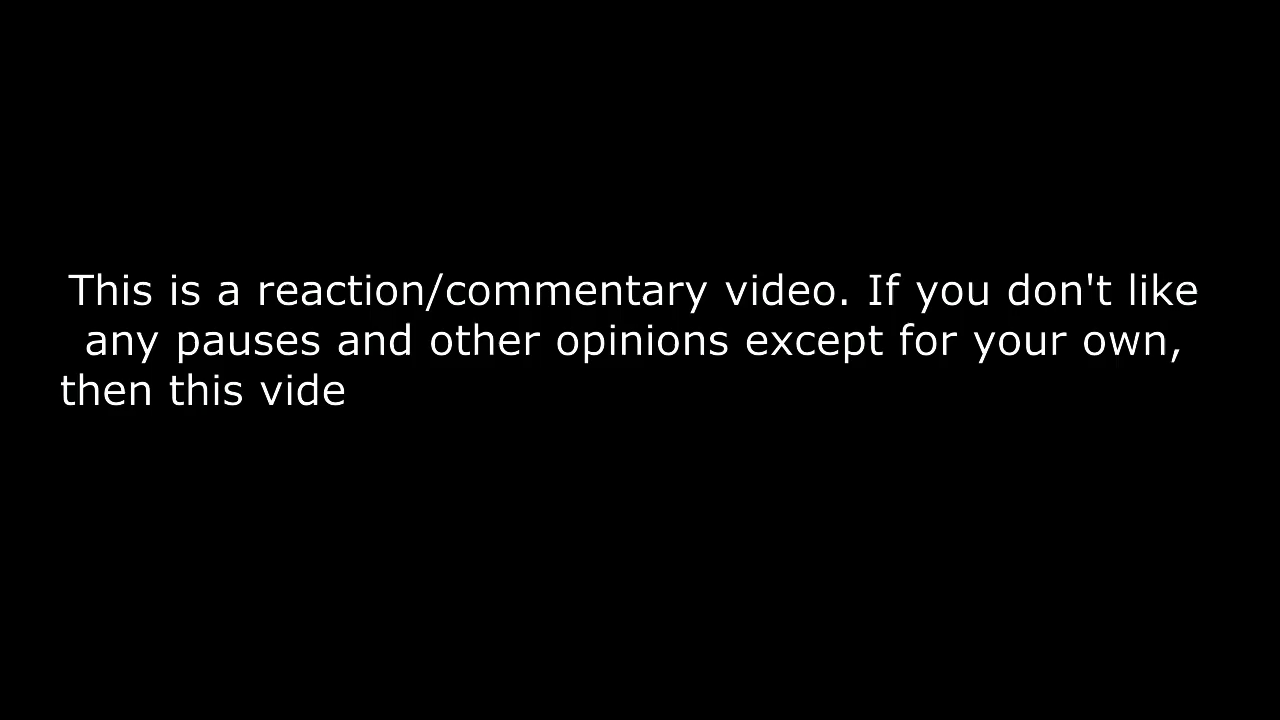 This is a reaction/commentary video. If you don't like
any pauses and other opinions except for your own,
then this vide